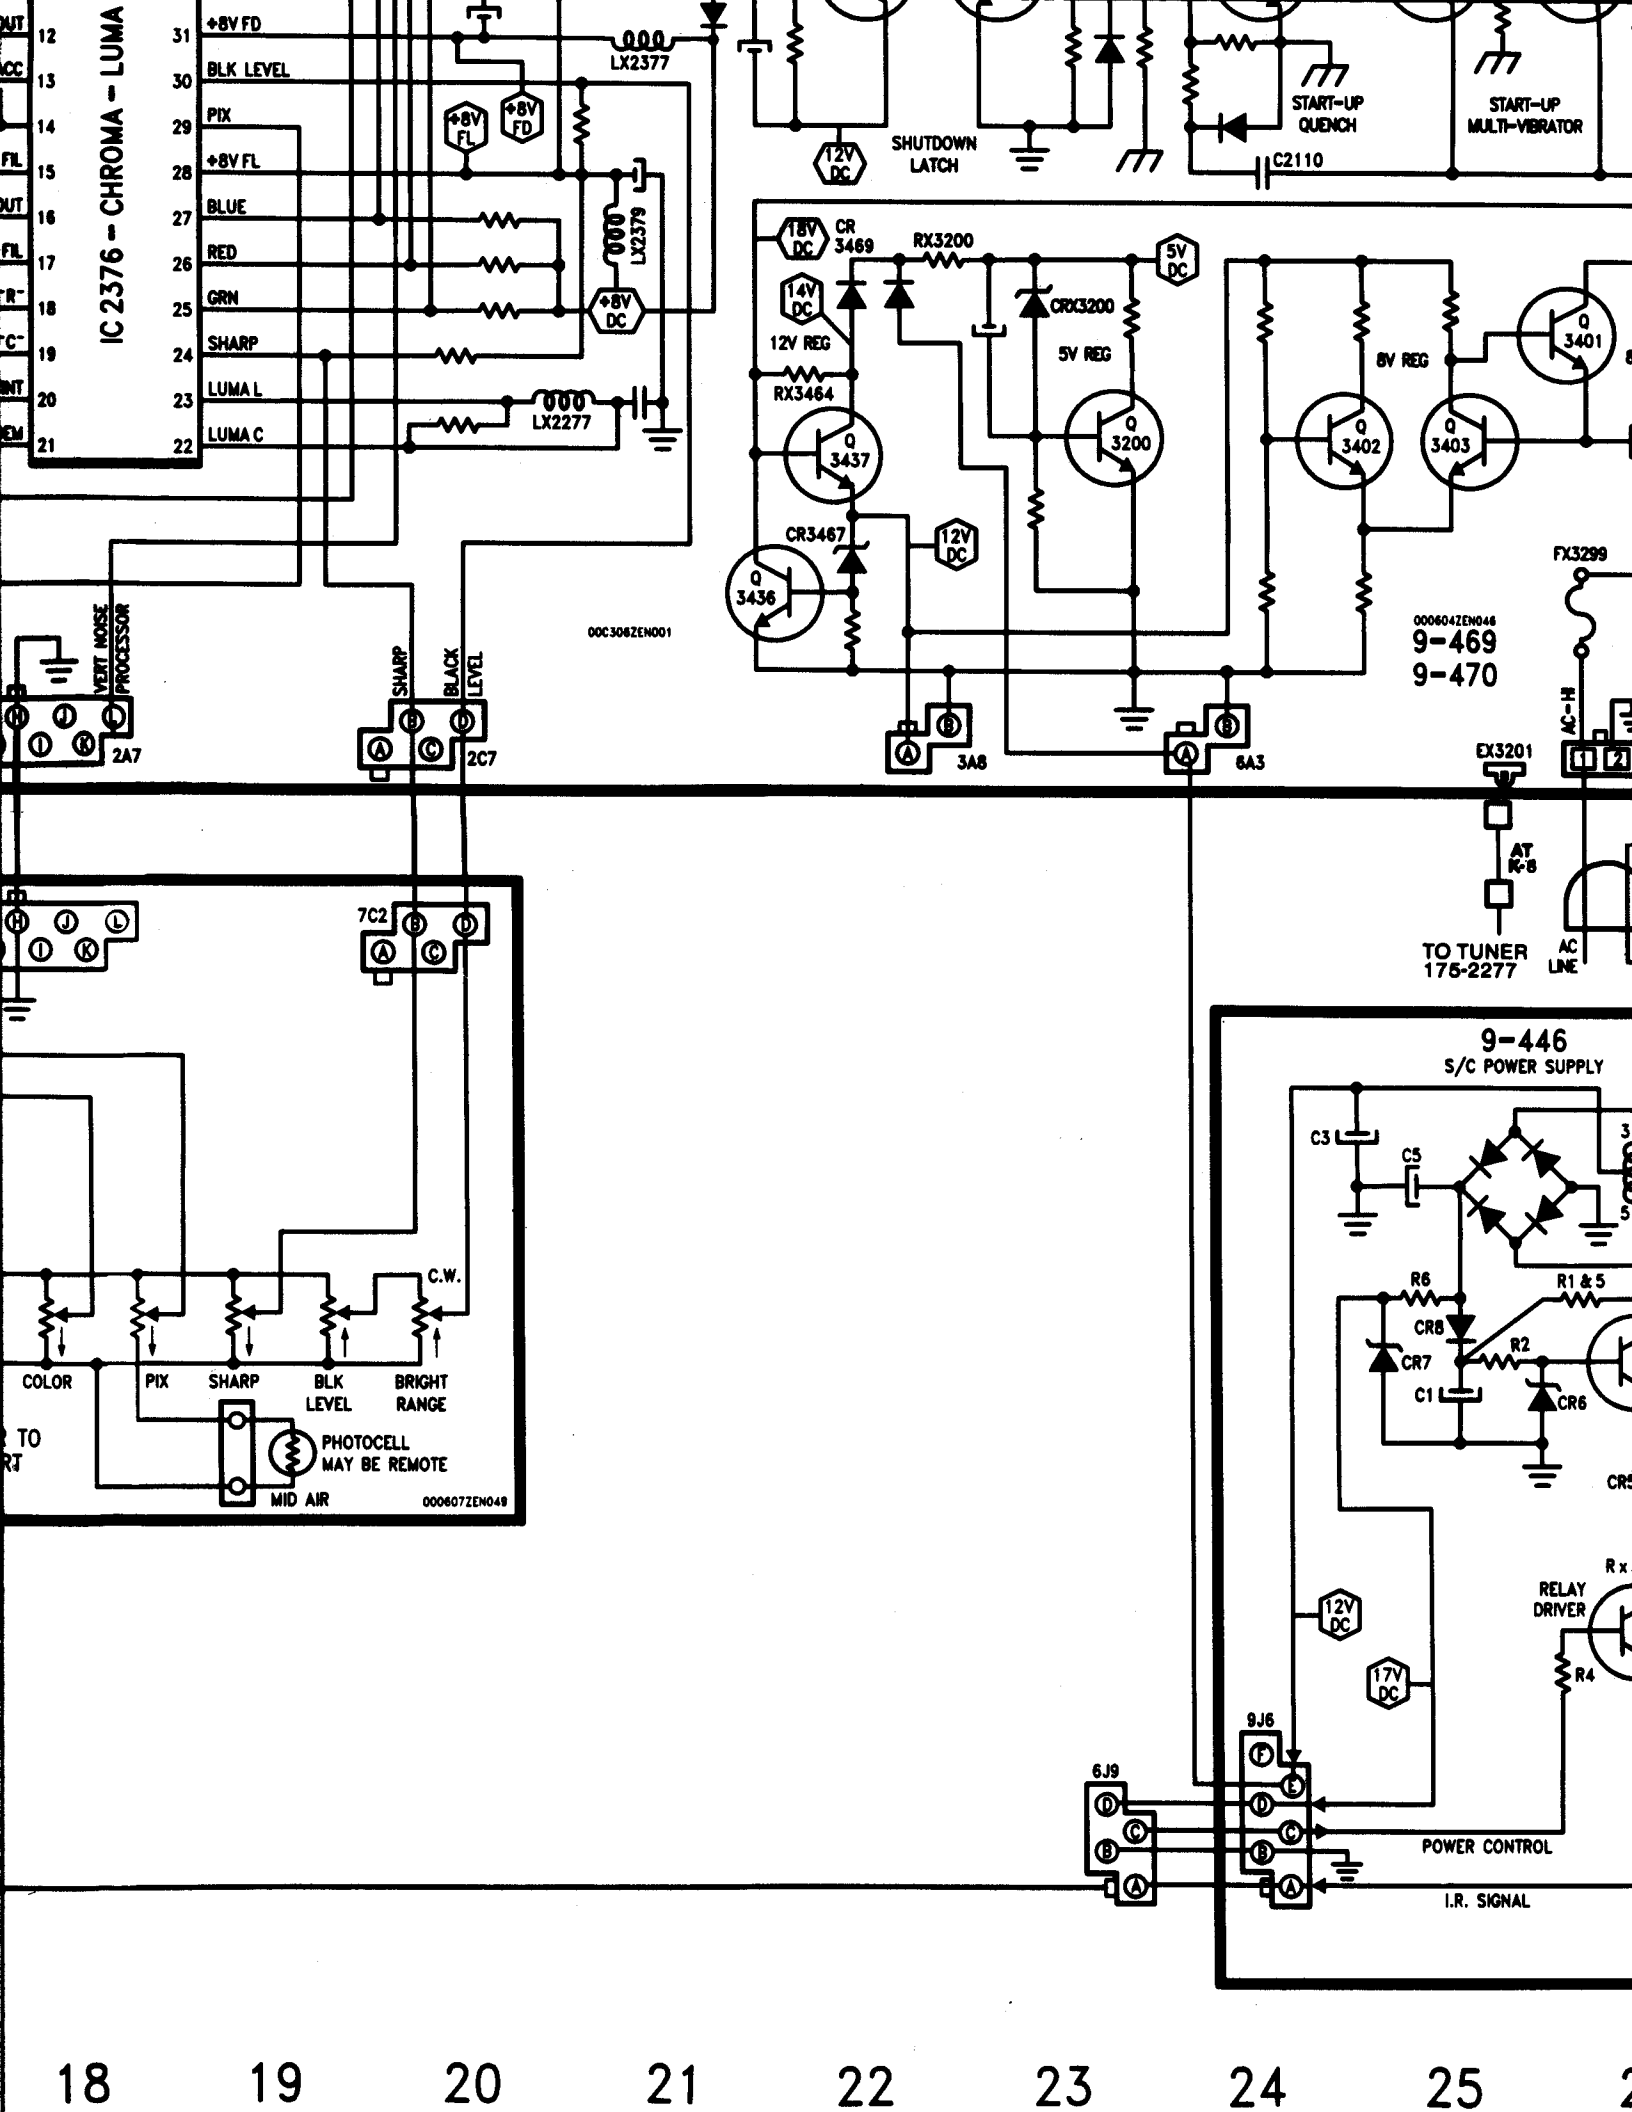 12
31
+8V FD
LX2377
13
30
BLK LEVEL
+8V FL
+8V FD
14
29
PIX
15
28
+8V FL
16
27
BLUE
LX2379
17
26
RED
18
25
GRN
+8V DC
19
24
SHARP
20
23
LUMA L
LX2277
21
22
LUMA C
IC 2376 - CHROMA - LUMA
12V DC
SHUTDOWN LATCH
START-UP QUENCH
START-UP MULTI-VIBRATOR
C2110
18V DC
CR 3469
RX3200
5V DC
14V DC
12V REG
CRX3200
5V REG
8V REG
RX3464
Q 3401
Q 3437
Q 3200
Q 3402
Q 3403
CR3467
12V DC
Q 3436
FX3299
00C306ZEN001
000604ZEN046
9-469
9-470
VERT NOISE PROCESSOR
SHARP
BLACK LEVEL
AC-HI
H J L
I K
2A7
B D
A C
2C7
B
A
3A8
B
A
6A3
EX3201
1 2
AT K-8
TO TUNER
175-2277
AC LINE
H J L
I K
7C2
B D
A C
9-446
S/C POWER SUPPLY
C3
C5
R6
R1 & 5
CR8
CR7
R2
C1
CR6
C.W.
COLOR
PIX
SHARP
BLK LEVEL
BRIGHT RANGE
PHOTOCELL
MAY BE REMOTE
MID AIR
000607ZEN049
12V DC
17V DC
RELAY DRIVER
R4
9J6
F
E
D
C
B
A
6J9
D
C
B
A
POWER CONTROL
I.R. SIGNAL
18 19 20 21 22 23 24 25